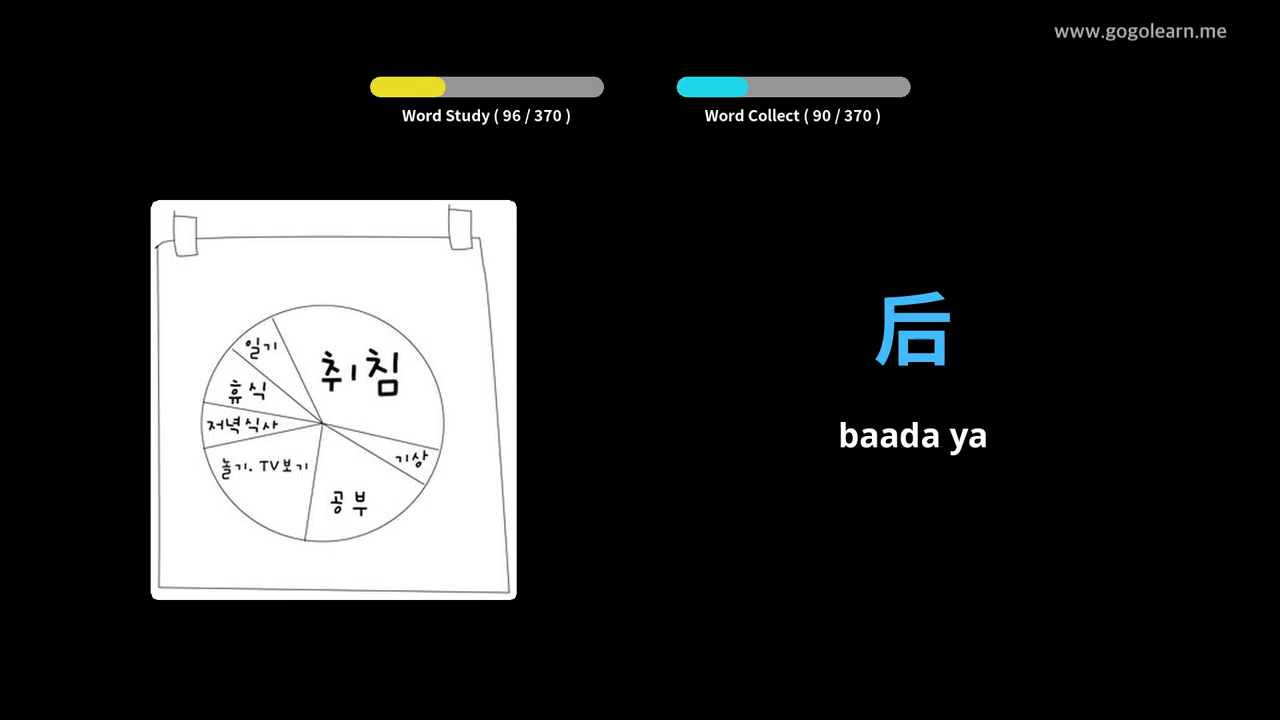 www.gogolearn.me
Word Study ( 96 / 370 )
Word Collect ( 90 / 370 )
일기
취침
휴식
저녁식사
놀기. TV보기
기상
공부
后
baada ya